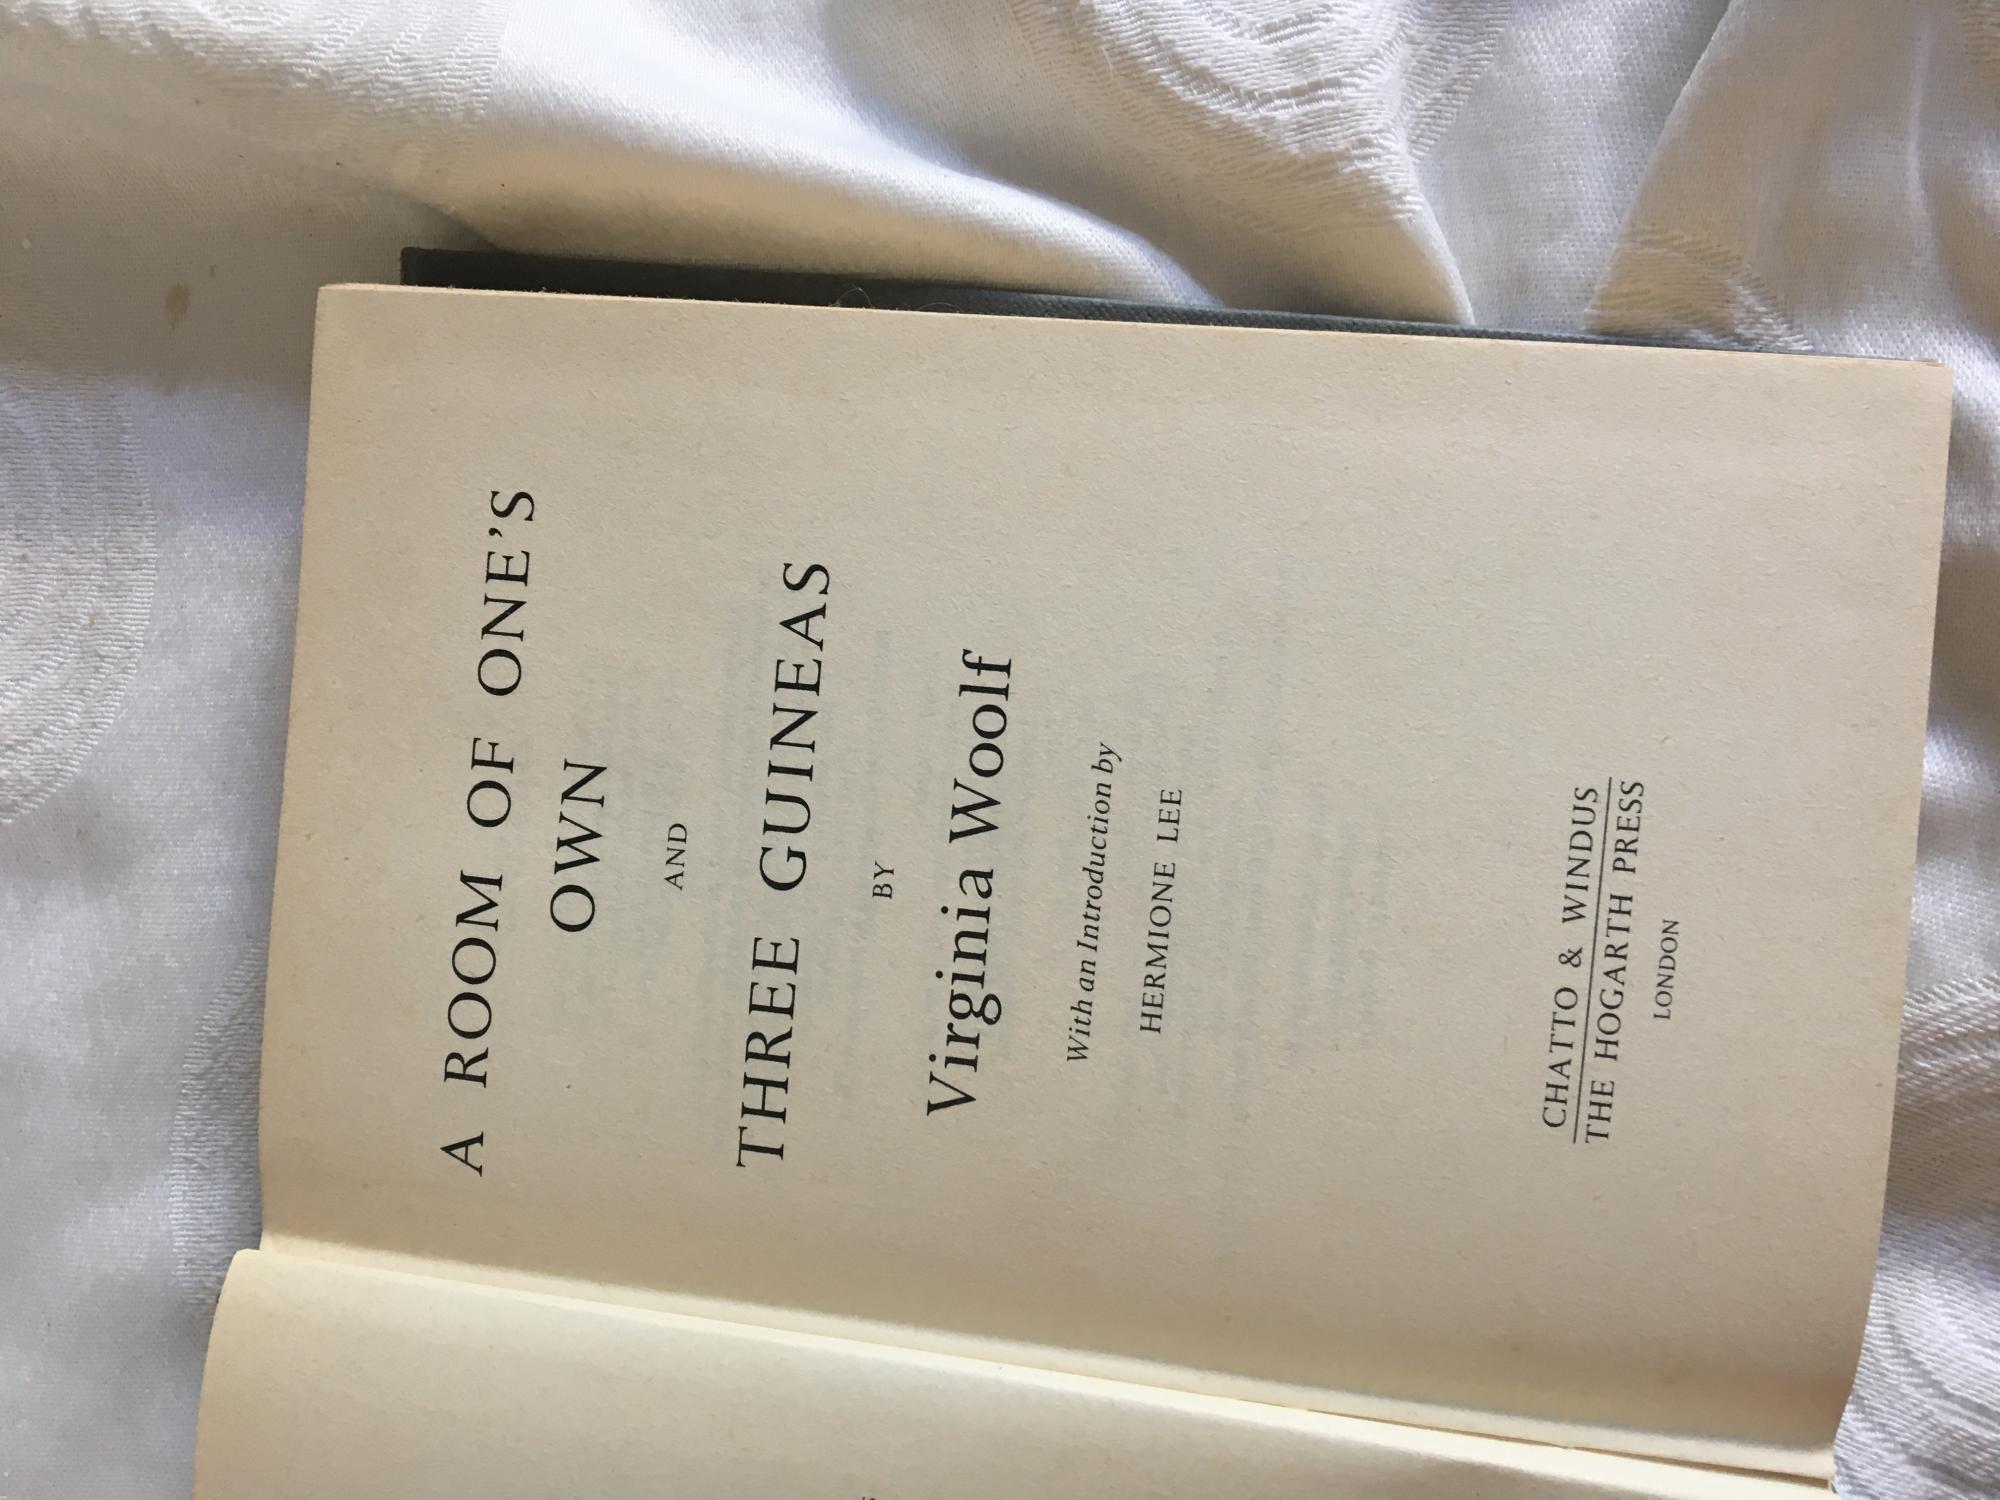 A ROOM OF ONE'S
OWN
AND
THREE GUINEAS
BY
Virginia Woolf
With an Introduction by
HERMIONE LEE
CHATTO & WINDUS
THE HOGARTH PRESS
LONDON